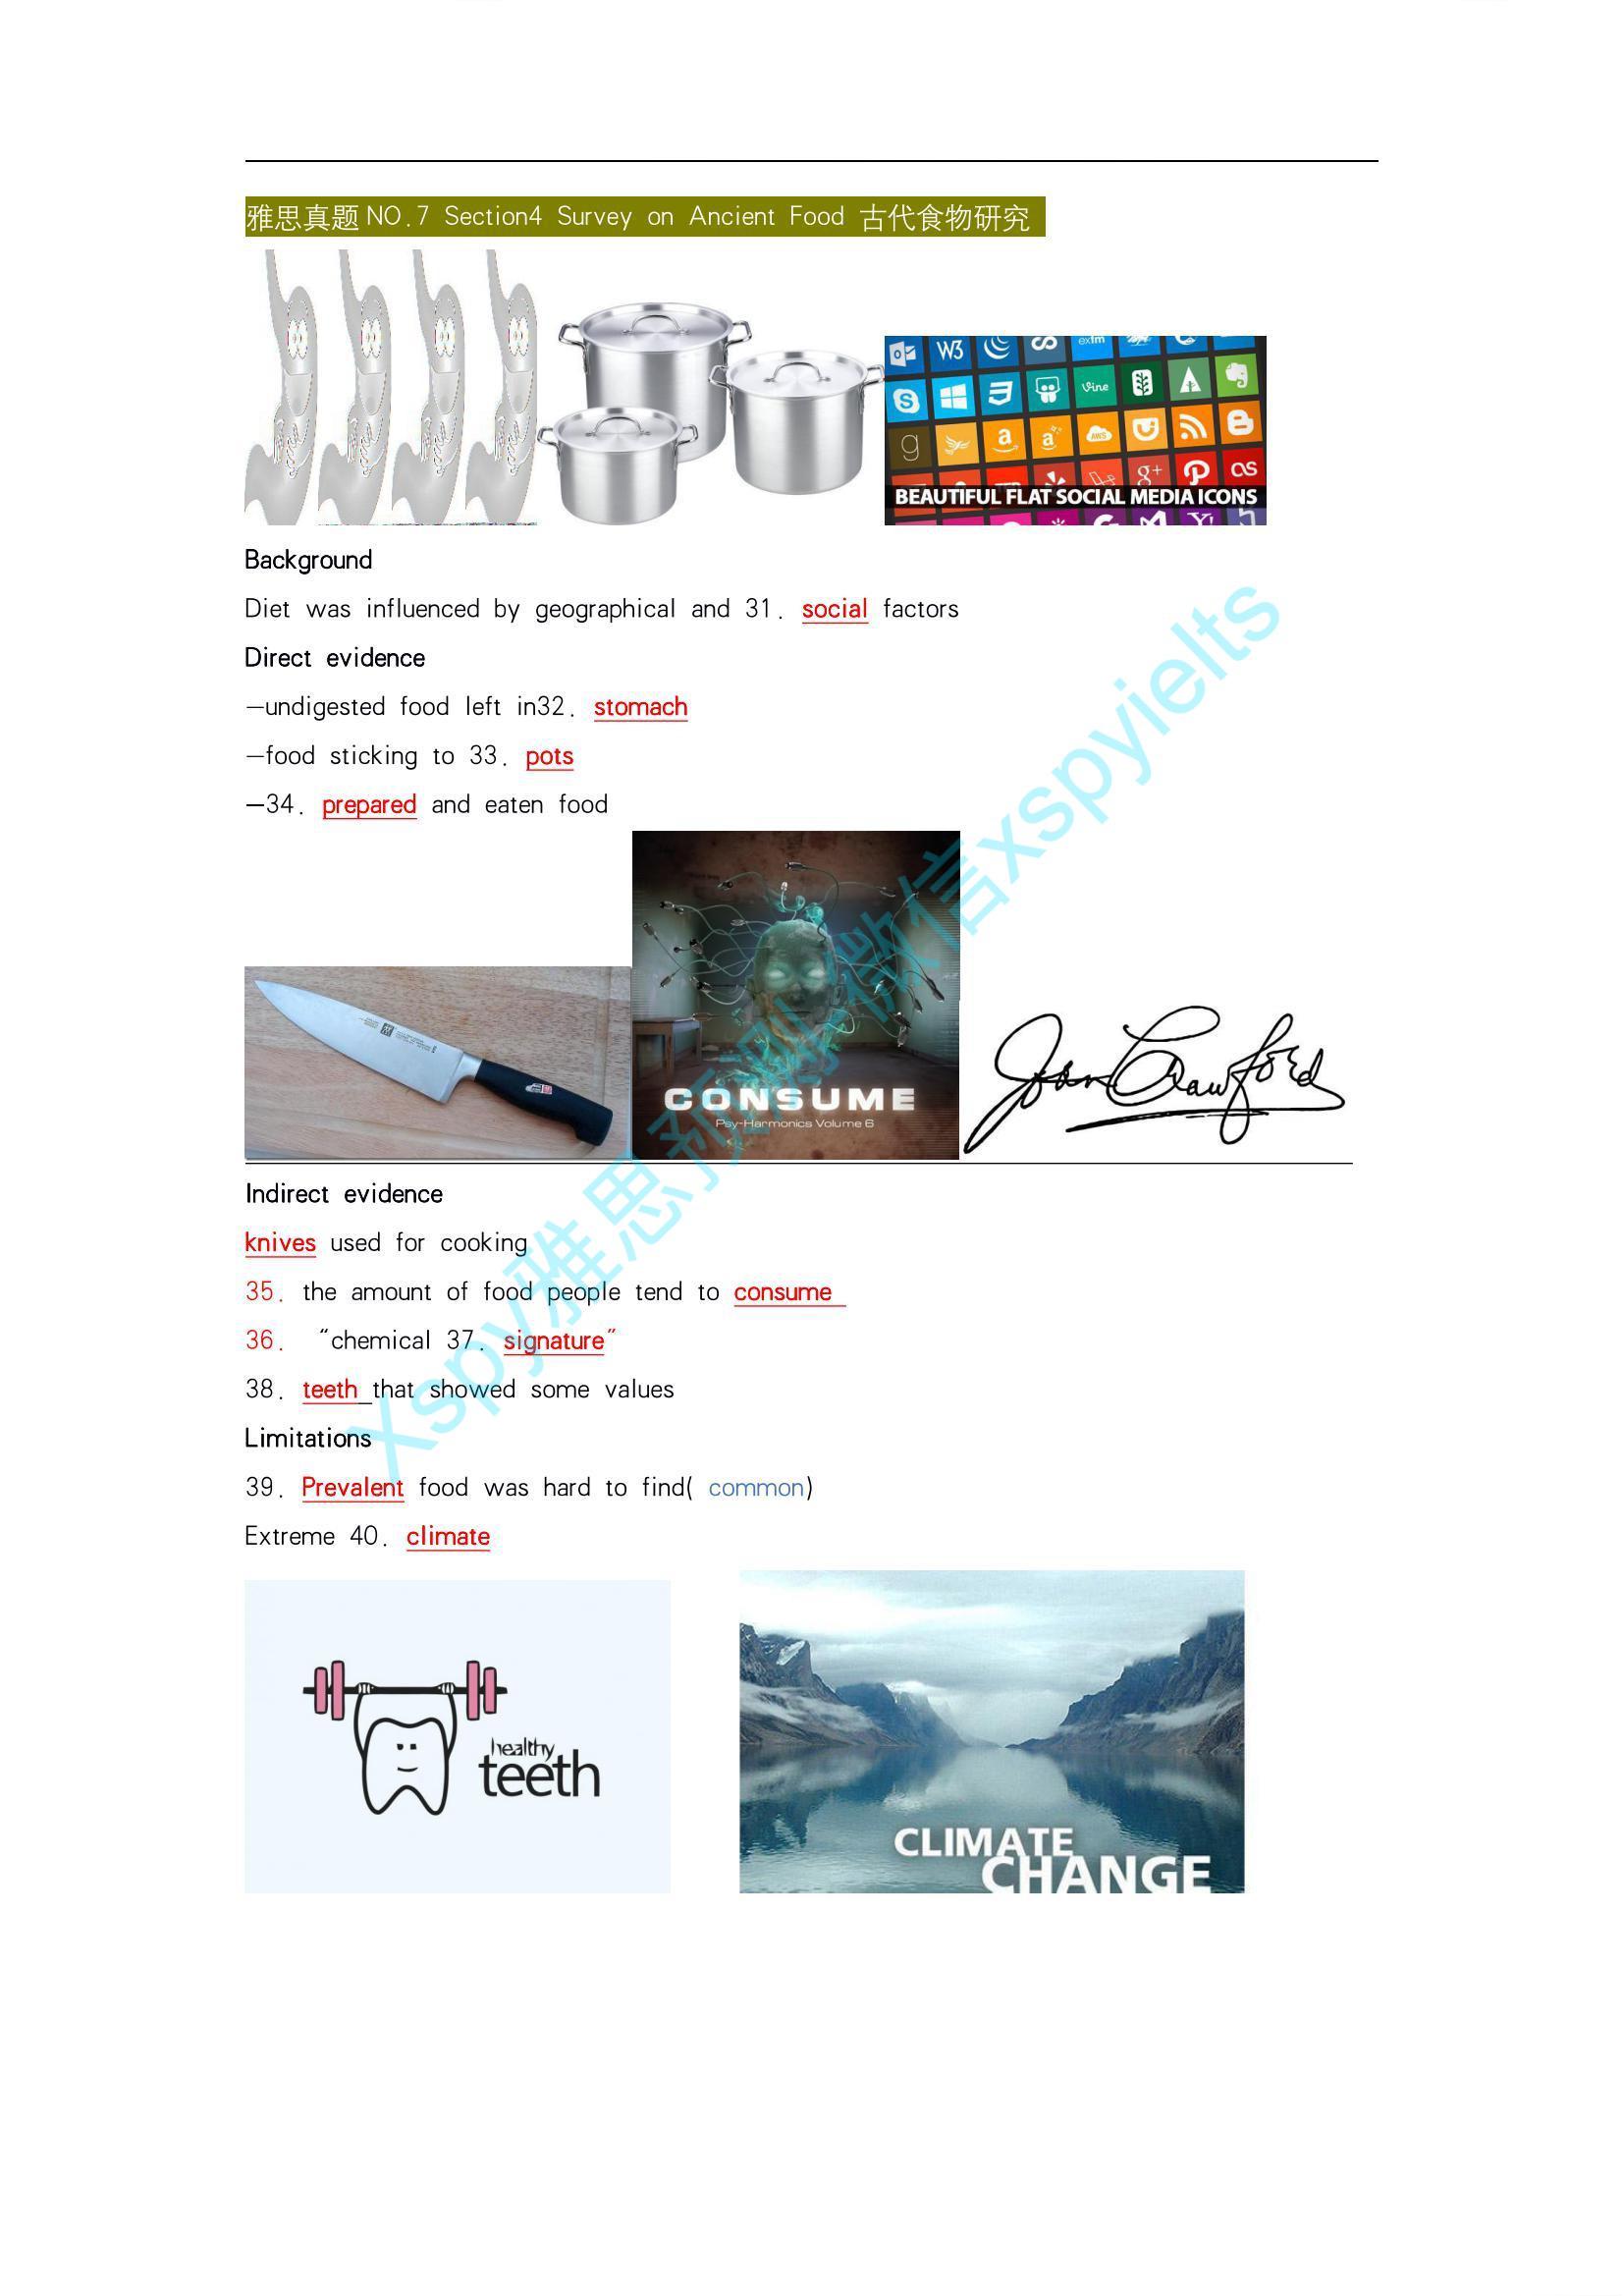 雅思真题 NO.7 Section4 Survey on Ancient Food 古代食物研究
W3
extm
vine
g
a
a
AWS
g+
BEAUTIFUL FLAT SOCIAL MEDIA ICONS
Background
Diet was influenced by geographical and 31. social factors
Direct evidence
—undigested food left in32. stomach
—food sticking to 33. pots
—34. prepared and eaten food
CONSUME
Psy-Harmonics Volume 6
Joan Crawford
Indirect evidence
knives used for cooking
35. the amount of food people tend to consume
36. “chemical 37. signature”
38. teeth that showed some values
Limitations
39. Prevalent food was hard to find( common)
Extreme 40. climate
healthy
teeth
CLIMATE
CHANGE
Xspy雅思预测,微信xspyielts